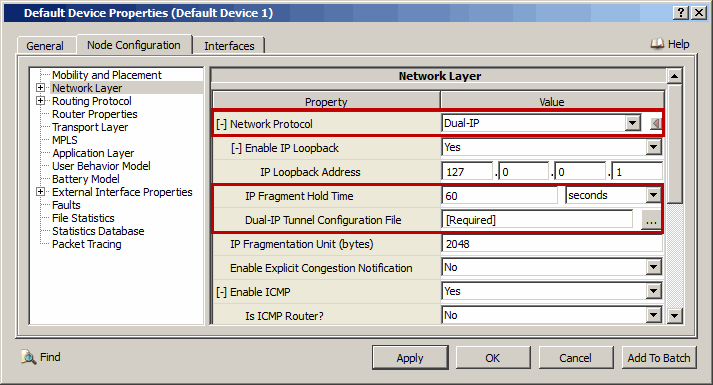 Default Device Properties (Default Device 1)
General Node Configuration Interfaces Help
Mobility and Placement
Network Layer
Routing Protocol
Router Properties
Transport Layer
MPLS
Application Layer
User Behavior Model
Battery Model
External Interface Properties
Faults
File Statistics
Statistics Database
Packet Tracing
Network Layer
Property Value
[-] Network Protocol Dual-IP
[-] Enable IP Loopback Yes
IP Loopback Address 127 . 0 . 0 . 1
IP Fragment Hold Time 60 seconds
Dual-IP Tunnel Configuration File [Required] ...
IP Fragmentation Unit (bytes) 2048
Enable Explicit Congestion Notification No
[-] Enable ICMP Yes
Is ICMP Router? No
Find Apply OK Cancel Add To Batch